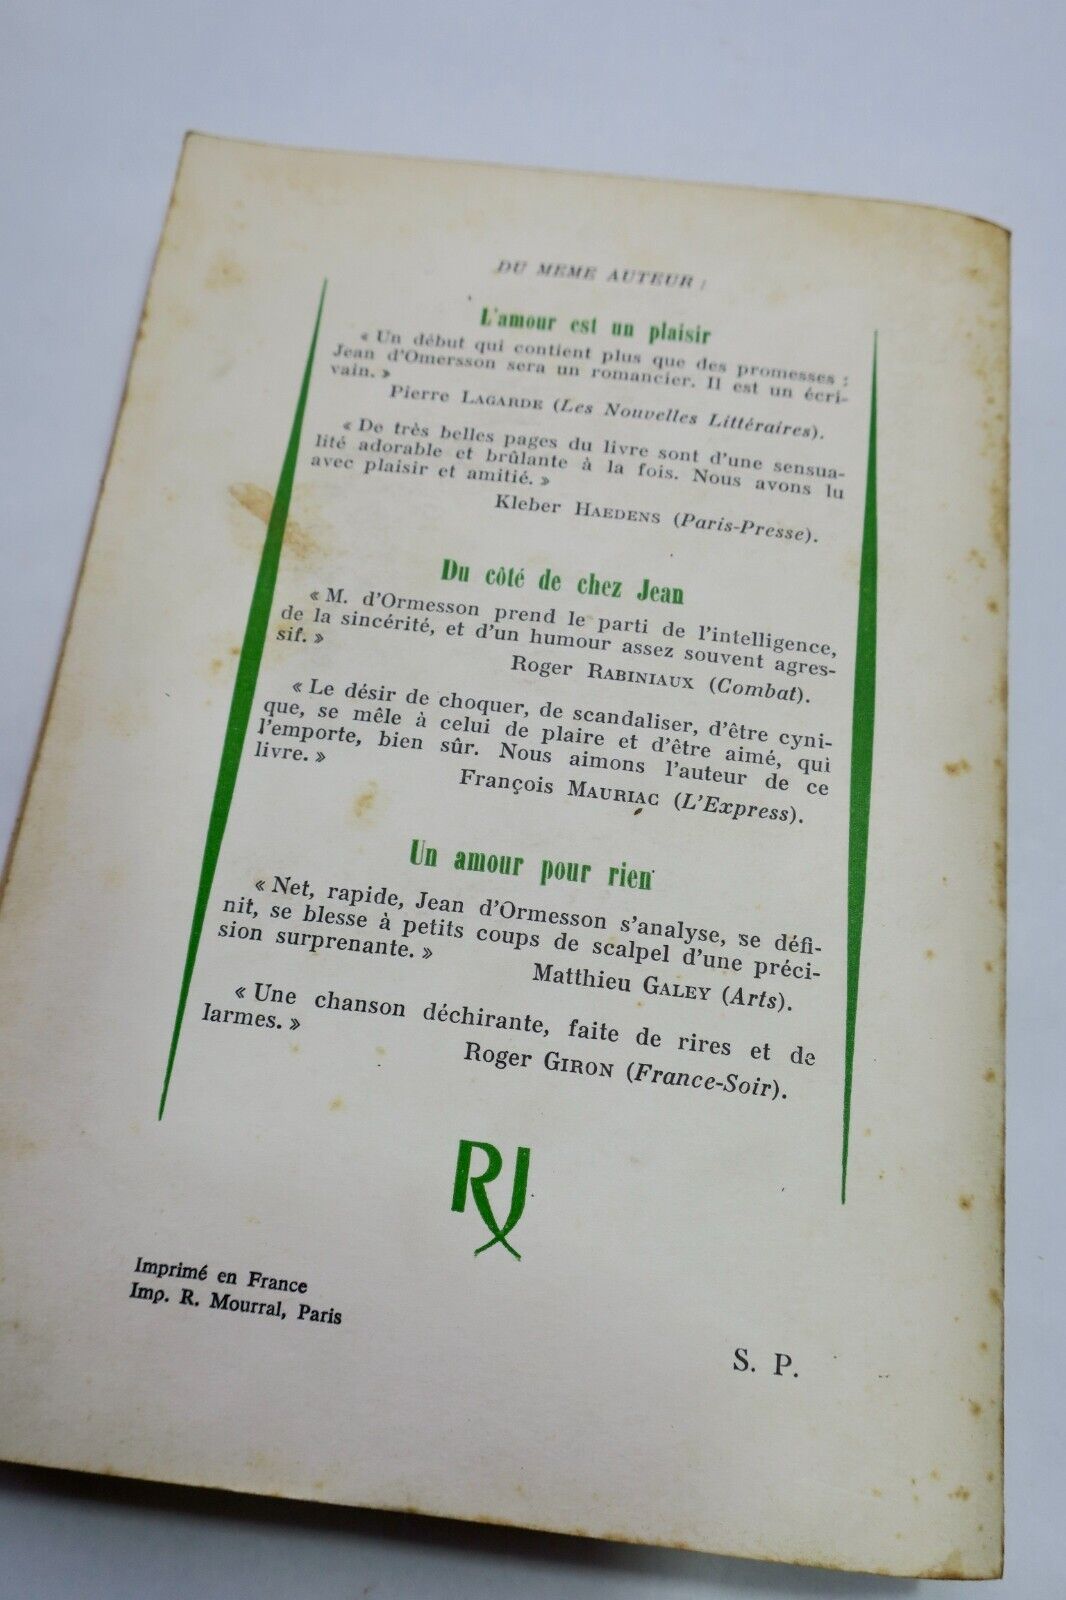 DU MEME AUTEUR :
L'amour est un plaisir
« Un début qui contient plus que des promesses :
Jean d'Omersson sera un romancier. Il est un écri-
vain. »
Pierre LAGARDE (Les Nouvelles Littéraires).
« De très belles pages du livre sont d'une sensua-
lité adorable et brûlante à la fois. Nous avons lu
avec plaisir et amitié. »
Kleber HAEDENS (Paris-Presse).
Du côté de chez Jean
« M. d'Ormesson prend le parti de l'intelligence,
de la sincérité, et d'un humour assez souvent agres-
sif. »
Roger RABINIAUX (Combat).
« Le désir de choquer, de scandaliser, d'être cyni-
que, se mêle à celui de plaire et d'être aimé, qui
l'emporte, bien sûr. Nous aimons l'auteur de ce
livre. »
François MAURIAC (L'Express).
Un amour pour rien
« Net, rapide, Jean d'Ormesson s'analyse, se défi-
nit, se blesse à petits coups de scalpel d'une préci-
sion surprenante. »
Matthieu GALEY (Arts).
« Une chanson déchirante, faite de rires et de
larmes. »
Roger GIRON (France-Soir).
RJ
Imprimé en France
Imp. R. Mourral, Paris
S. P.